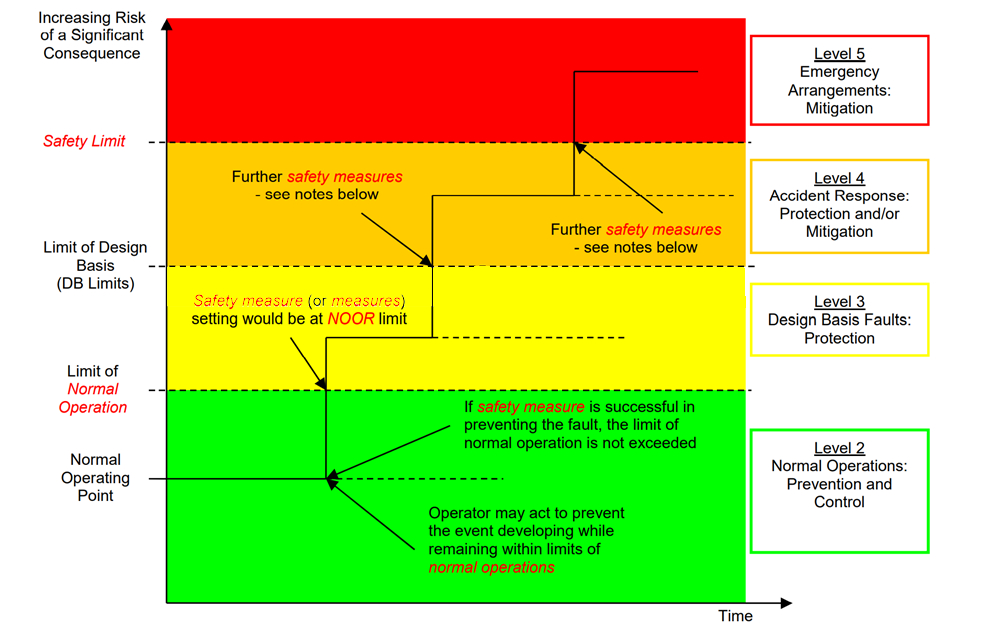 Increasing Risk
of a Significant
Consequence
Level 5
Emergency
Arrangements:
Mitigation
Safety Limit
Further safety measures
- see notes below
Level 4
Accident Response:
Protection and/or
Mitigation
Further safety measures
- see notes below
Limit of Design
Basis
(DB Limits)
Safety measure (or measures)
setting would be at NOOR limit
Level 3
Design Basis Faults:
Protection
Limit of
Normal
Operation
If safety measure is successful in
preventing the fault, the limit of
normal operation is not exceeded
Level 2
Normal Operations:
Prevention and
Control
Normal
Operating
Point
Operator may act to prevent
the event developing while
remaining within limits of
normal operations
Time